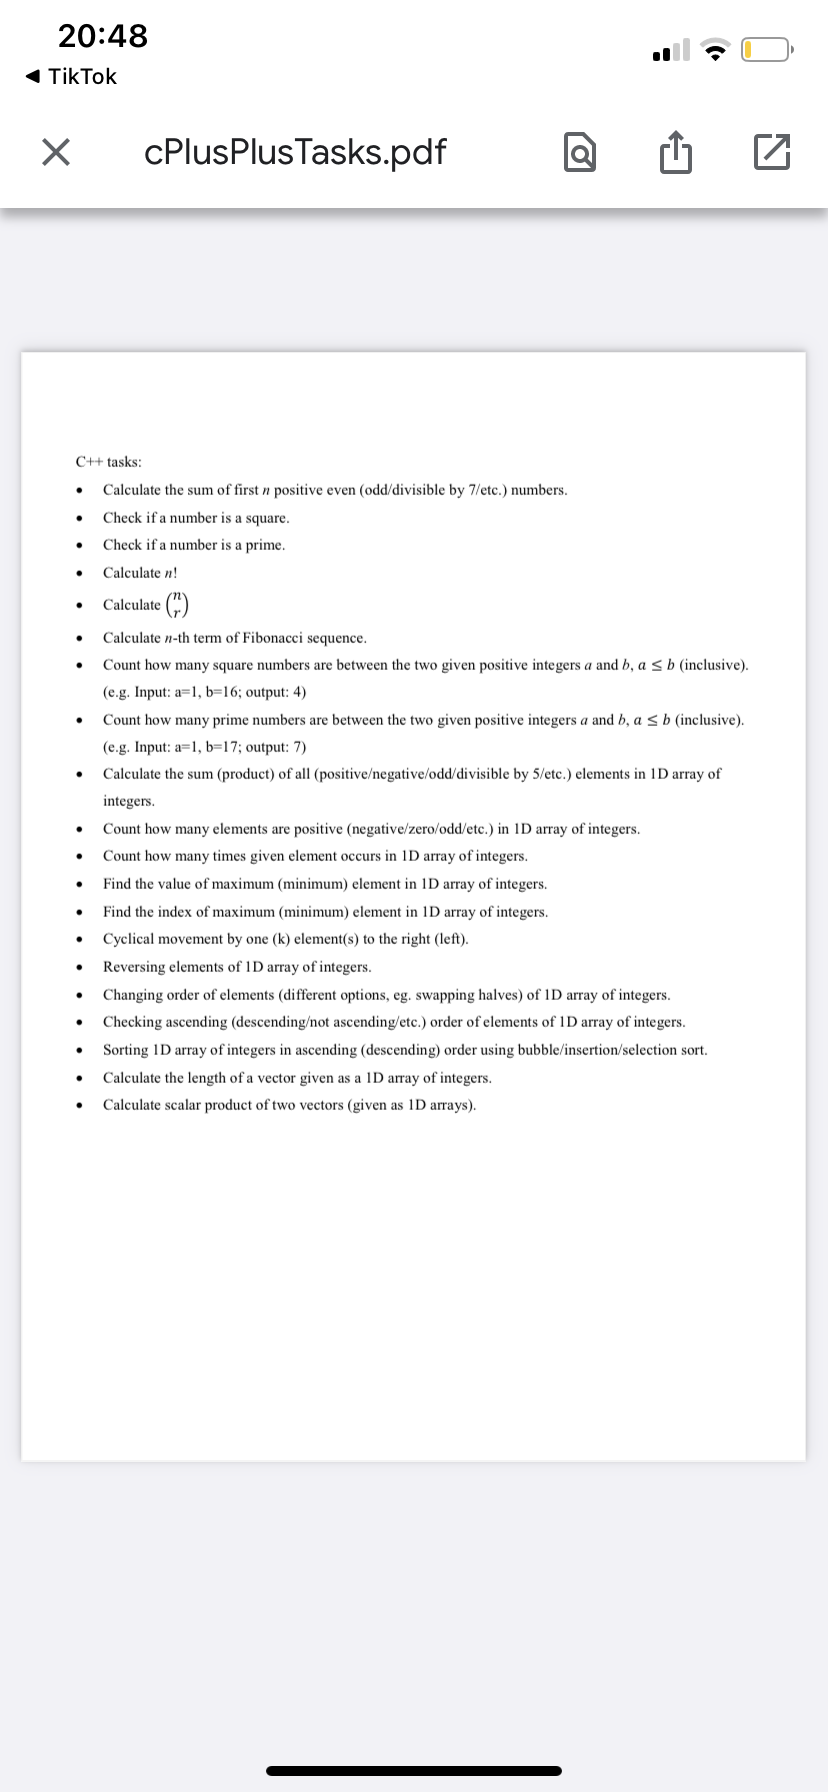 20:48
◀ TikTok
cPlusPlusTasks.pdf
C++ tasks:
• Calculate the sum of first n positive even (odd/divisible by 7/etc.) numbers.
• Check if a number is a square.
• Check if a number is a prime.
• Calculate n!
• Calculate (n r)
• Calculate n-th term of Fibonacci sequence.
• Count how many square numbers are between the two given positive integers a and b, a ≤ b (inclusive).
(e.g. Input: a=1, b=16; output: 4)
• Count how many prime numbers are between the two given positive integers a and b, a ≤ b (inclusive).
(e.g. Input: a=1, b=17; output: 7)
• Calculate the sum (product) of all (positive/negative/odd/divisible by 5/etc.) elements in 1D array of
integers.
• Count how many elements are positive (negative/zero/odd/etc.) in 1D array of integers.
• Count how many times given element occurs in 1D array of integers.
• Find the value of maximum (minimum) element in 1D array of integers.
• Find the index of maximum (minimum) element in 1D array of integers.
• Cyclical movement by one (k) element(s) to the right (left).
• Reversing elements of 1D array of integers.
• Changing order of elements (different options, eg. swapping halves) of 1D array of integers.
• Checking ascending (descending/not ascending/etc.) order of elements of 1D array of integers.
• Sorting 1D array of integers in ascending (descending) order using bubble/insertion/selection sort.
• Calculate the length of a vector given as a 1D array of integers.
• Calculate scalar product of two vectors (given as 1D arrays).